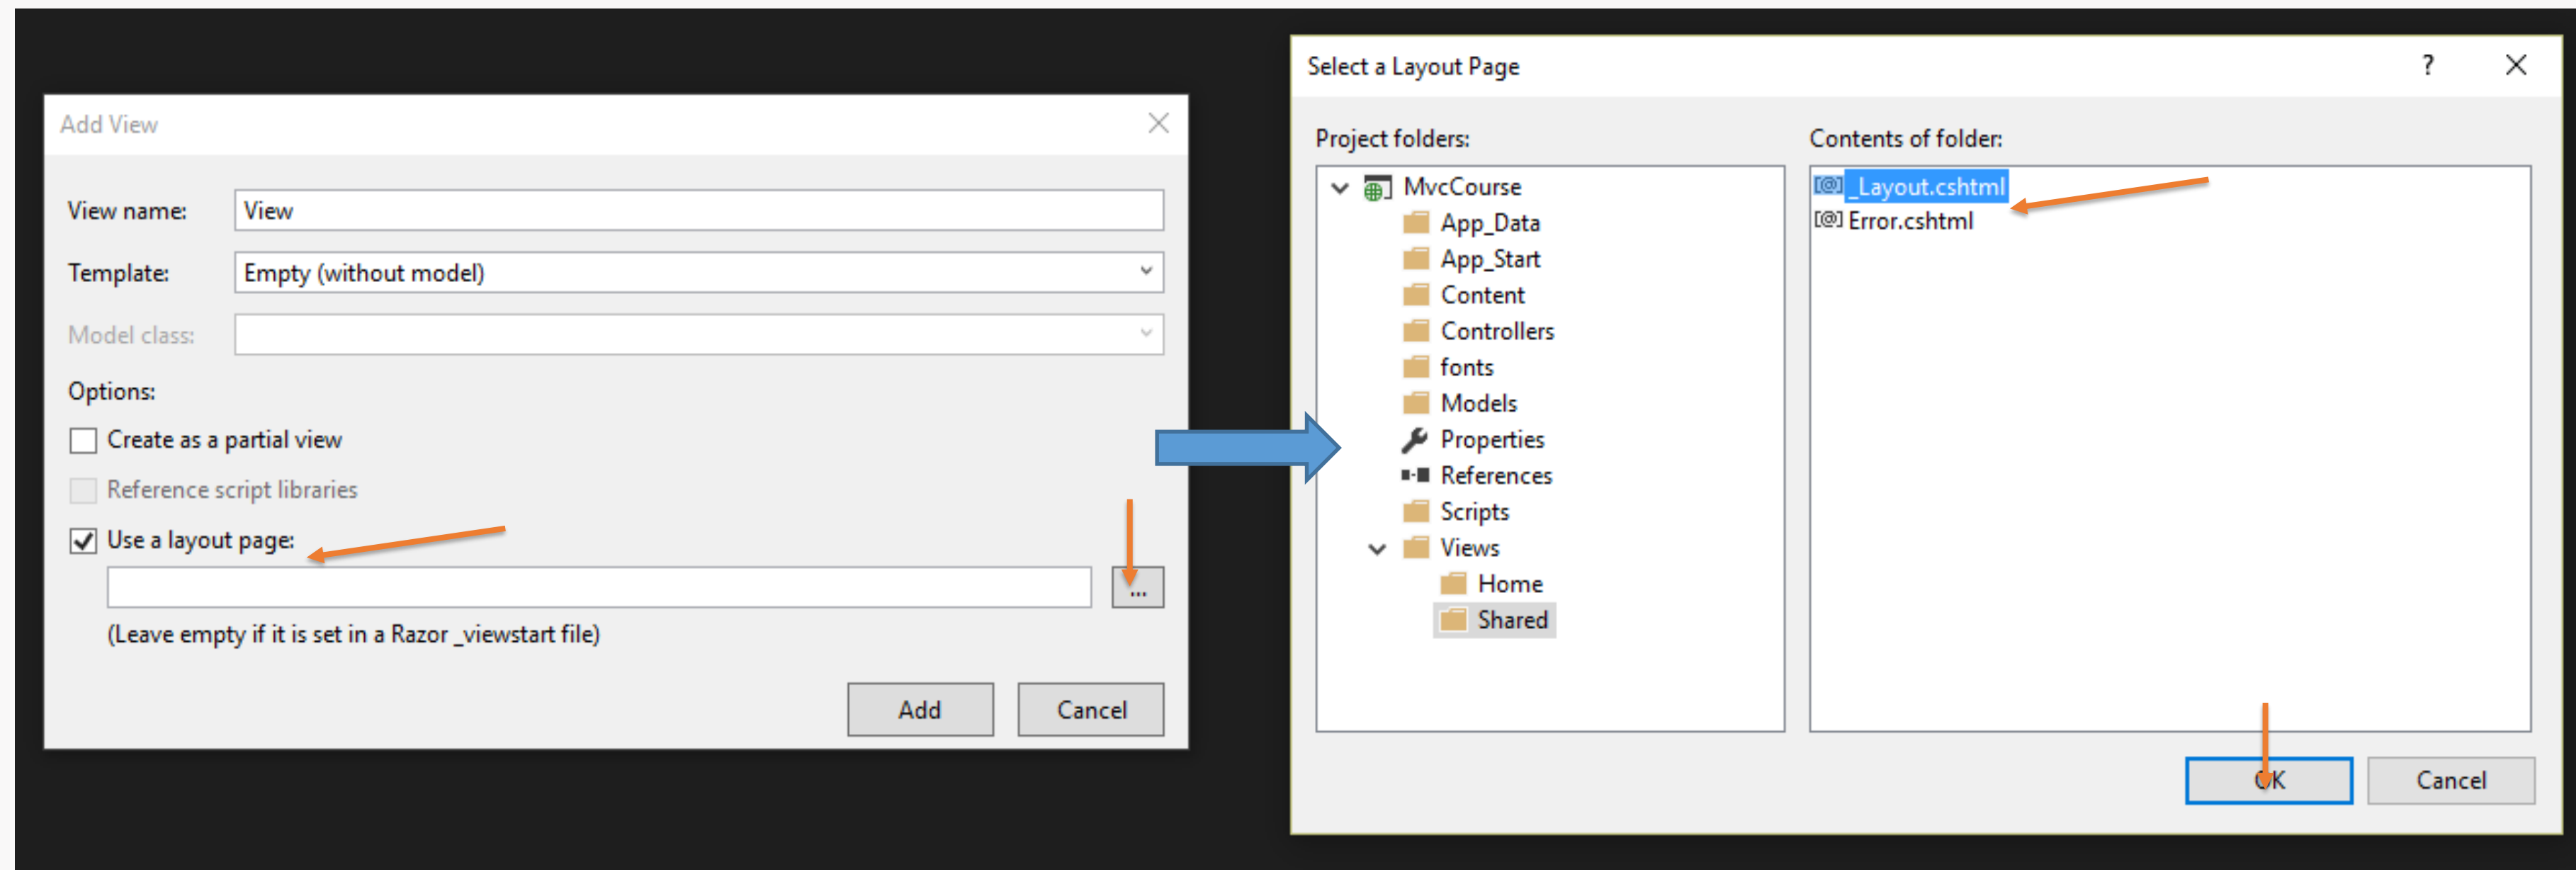 Add View
View name: View
Template: Empty (without model)
Model class:
Options:
Create as a partial view
Reference script libraries
Use a layout page:
...
(Leave empty if it is set in a Razor _viewstart file)
Add Cancel
Select a Layout Page ?
Project folders:
MvcCourse
App_Data
App_Start
Content
Controllers
fonts
Models
Properties
References
Scripts
Views
Home
Shared
Contents of folder:
[@] _Layout.cshtml
[@] Error.cshtml
OK Cancel